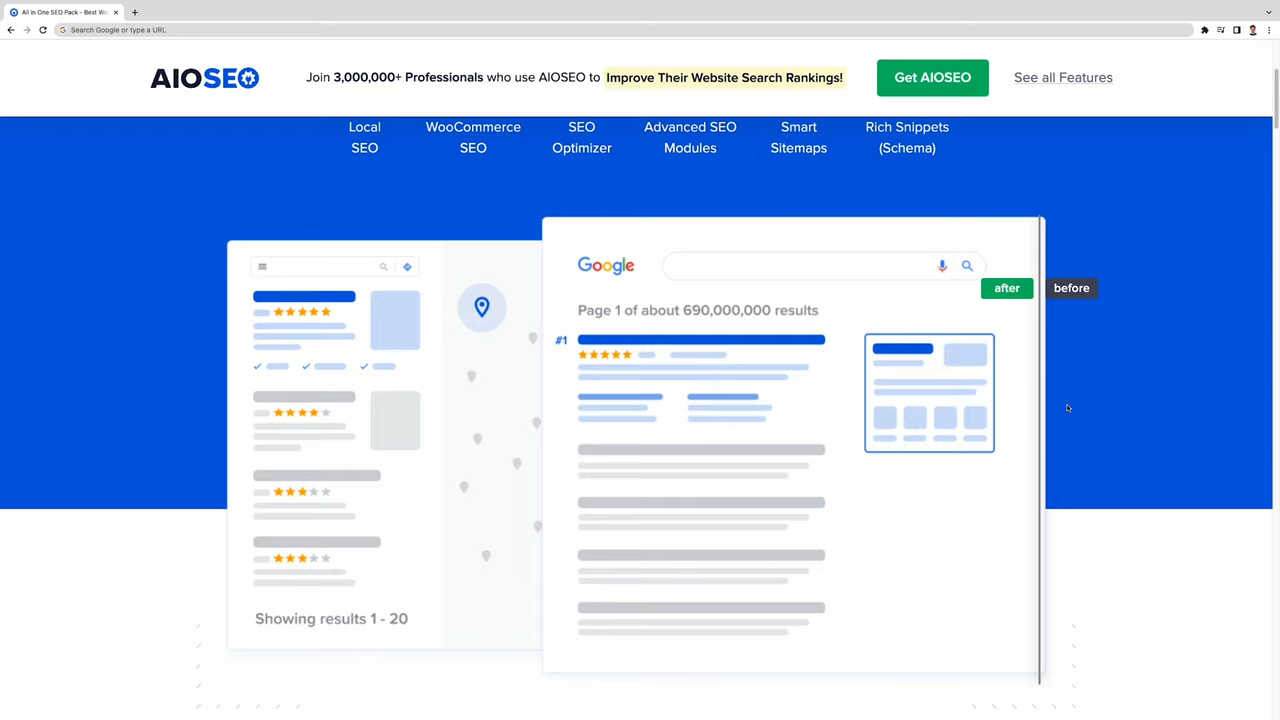 All in One SEO Pack - Best Wo
Search Google or type a URL
AIOSEO
Join 3,000,000+ Professionals who use AIOSEO to Improve Their Website Search Rankings!
Get AIOSEO
See all Features
Local SEO
WooCommerce SEO
SEO Optimizer
Advanced SEO Modules
Smart Sitemaps
Rich Snippets (Schema)
Google
after
before
Page 1 of about 690,000,000 results
#1
Showing results 1 - 20